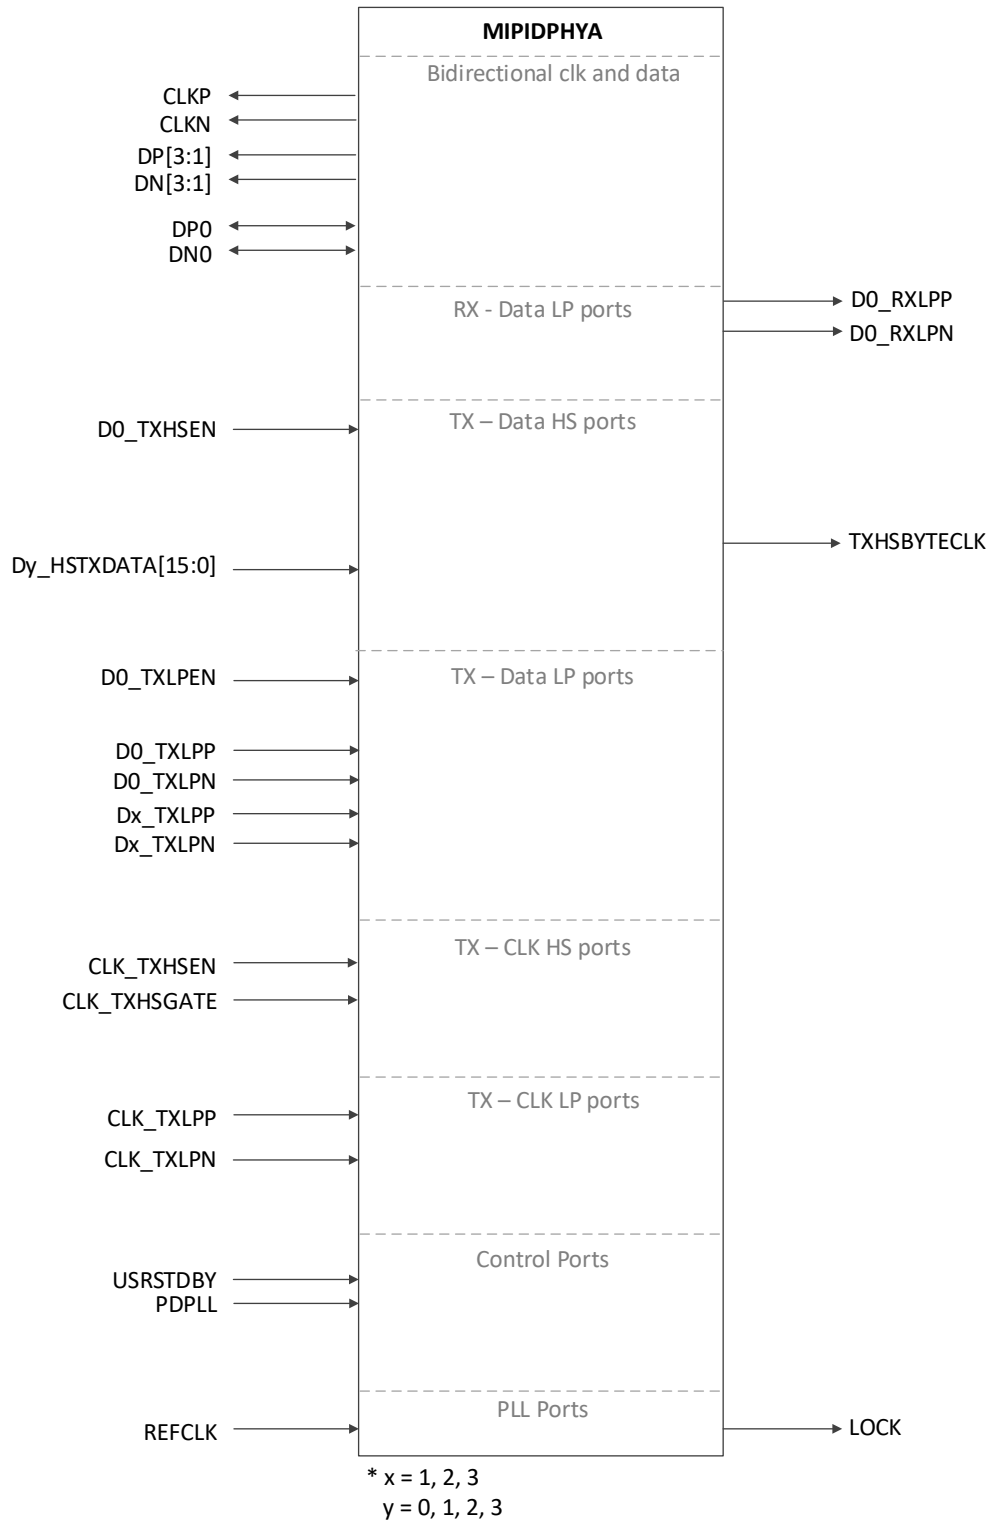 MIPIDPHYA
Bidirectional clk and data
CLKP
CLKN
DP[3:1]
DN[3:1]
DP0
DN0
RX - Data LP ports
D0_RXLPP
D0_RXLPN
TX – Data HS ports
D0_TXHSEN
TXHSBYTECLK
Dy_HSTXDATA[15:0]
TX – Data LP ports
D0_TXLPEN
D0_TXLPP
D0_TXLPN
Dx_TXLPP
Dx_TXLPN
TX – CLK HS ports
CLK_TXHSEN
CLK_TXHSGATE
TX – CLK LP ports
CLK_TXLPP
CLK_TXLPN
Control Ports
USRSTDBY
PDPLL
PLL Ports
REFCLK
LOCK
* x = 1, 2, 3
y = 0, 1, 2, 3